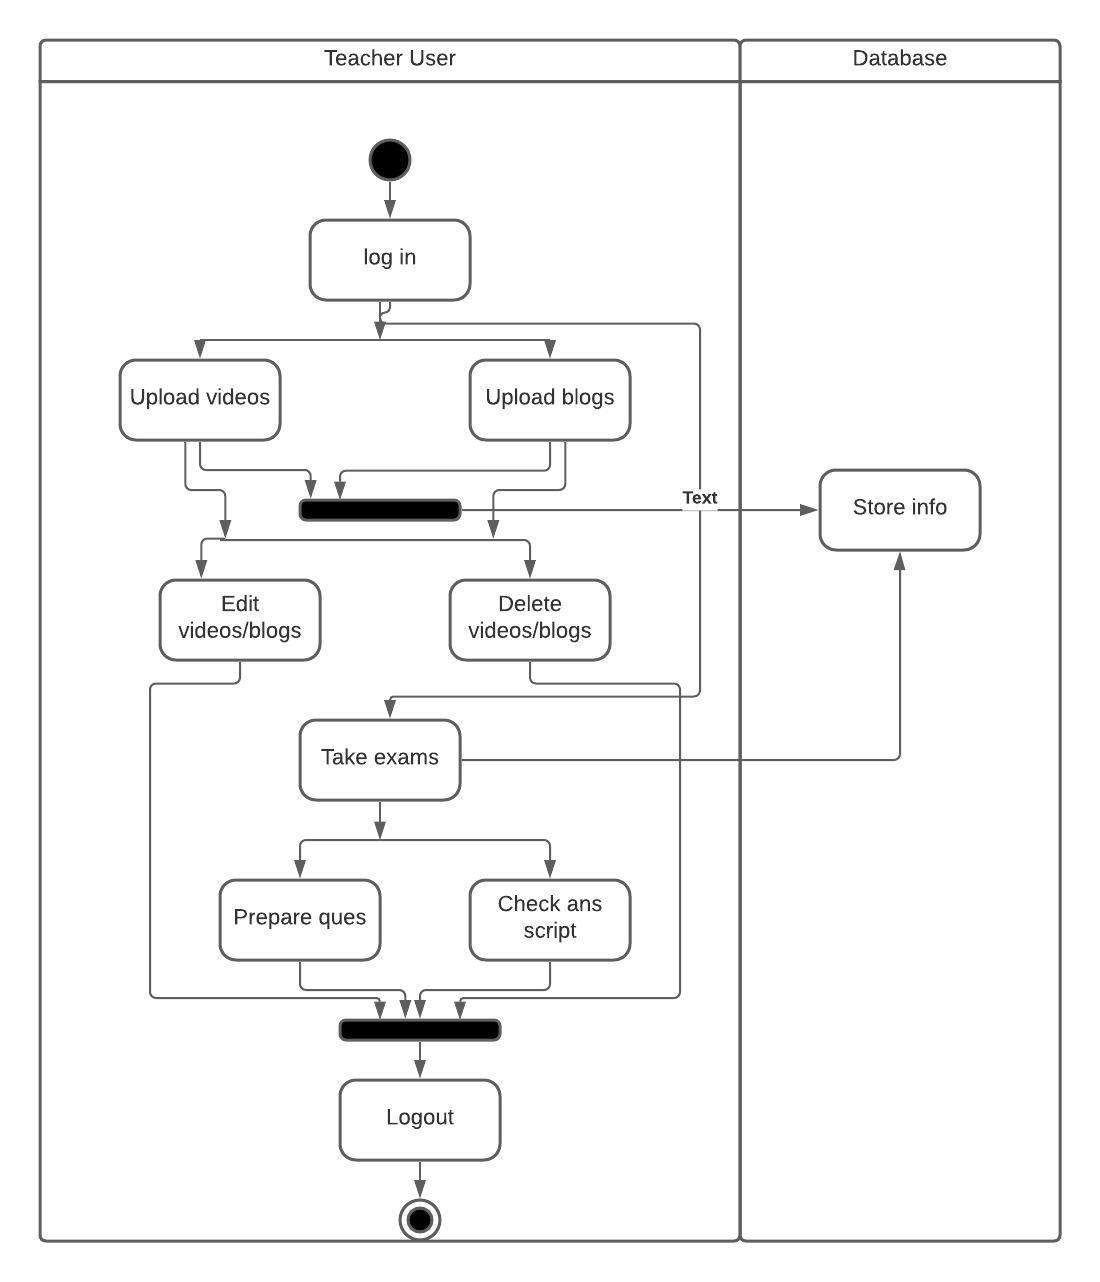 Teacher User
Database
log in
Upload videos
Upload blogs
Text
Store info
Edit
videos/blogs
Delete
videos/blogs
Take exams
Prepare ques
Check ans
script
Logout